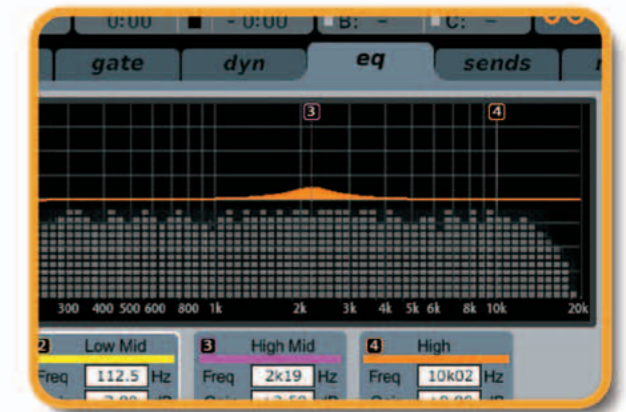 0:00 - 0:00 B: - C: -
gate dyn eq sends
3 4
300 400 500 600 800 1k 2k 3k 4k 5k 6k 8k 10k 20k
2 Low Mid 3 High Mid 4 High
Freq 112.5 Hz Freq 2k19 Hz Freq 10k02 Hz